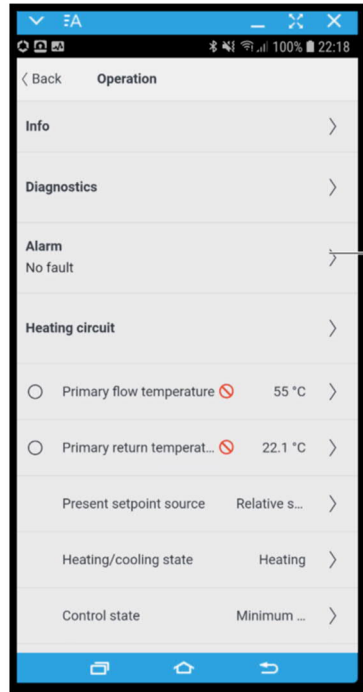 ΞA
100% 22:18
Back Operation
Info
Diagnostics
Alarm
No fault
Heating circuit
Primary flow temperature 55 °C
Primary return temperat... 22.1 °C
Present setpoint source Relative s...
Heating/cooling state Heating
Control state Minimum ...